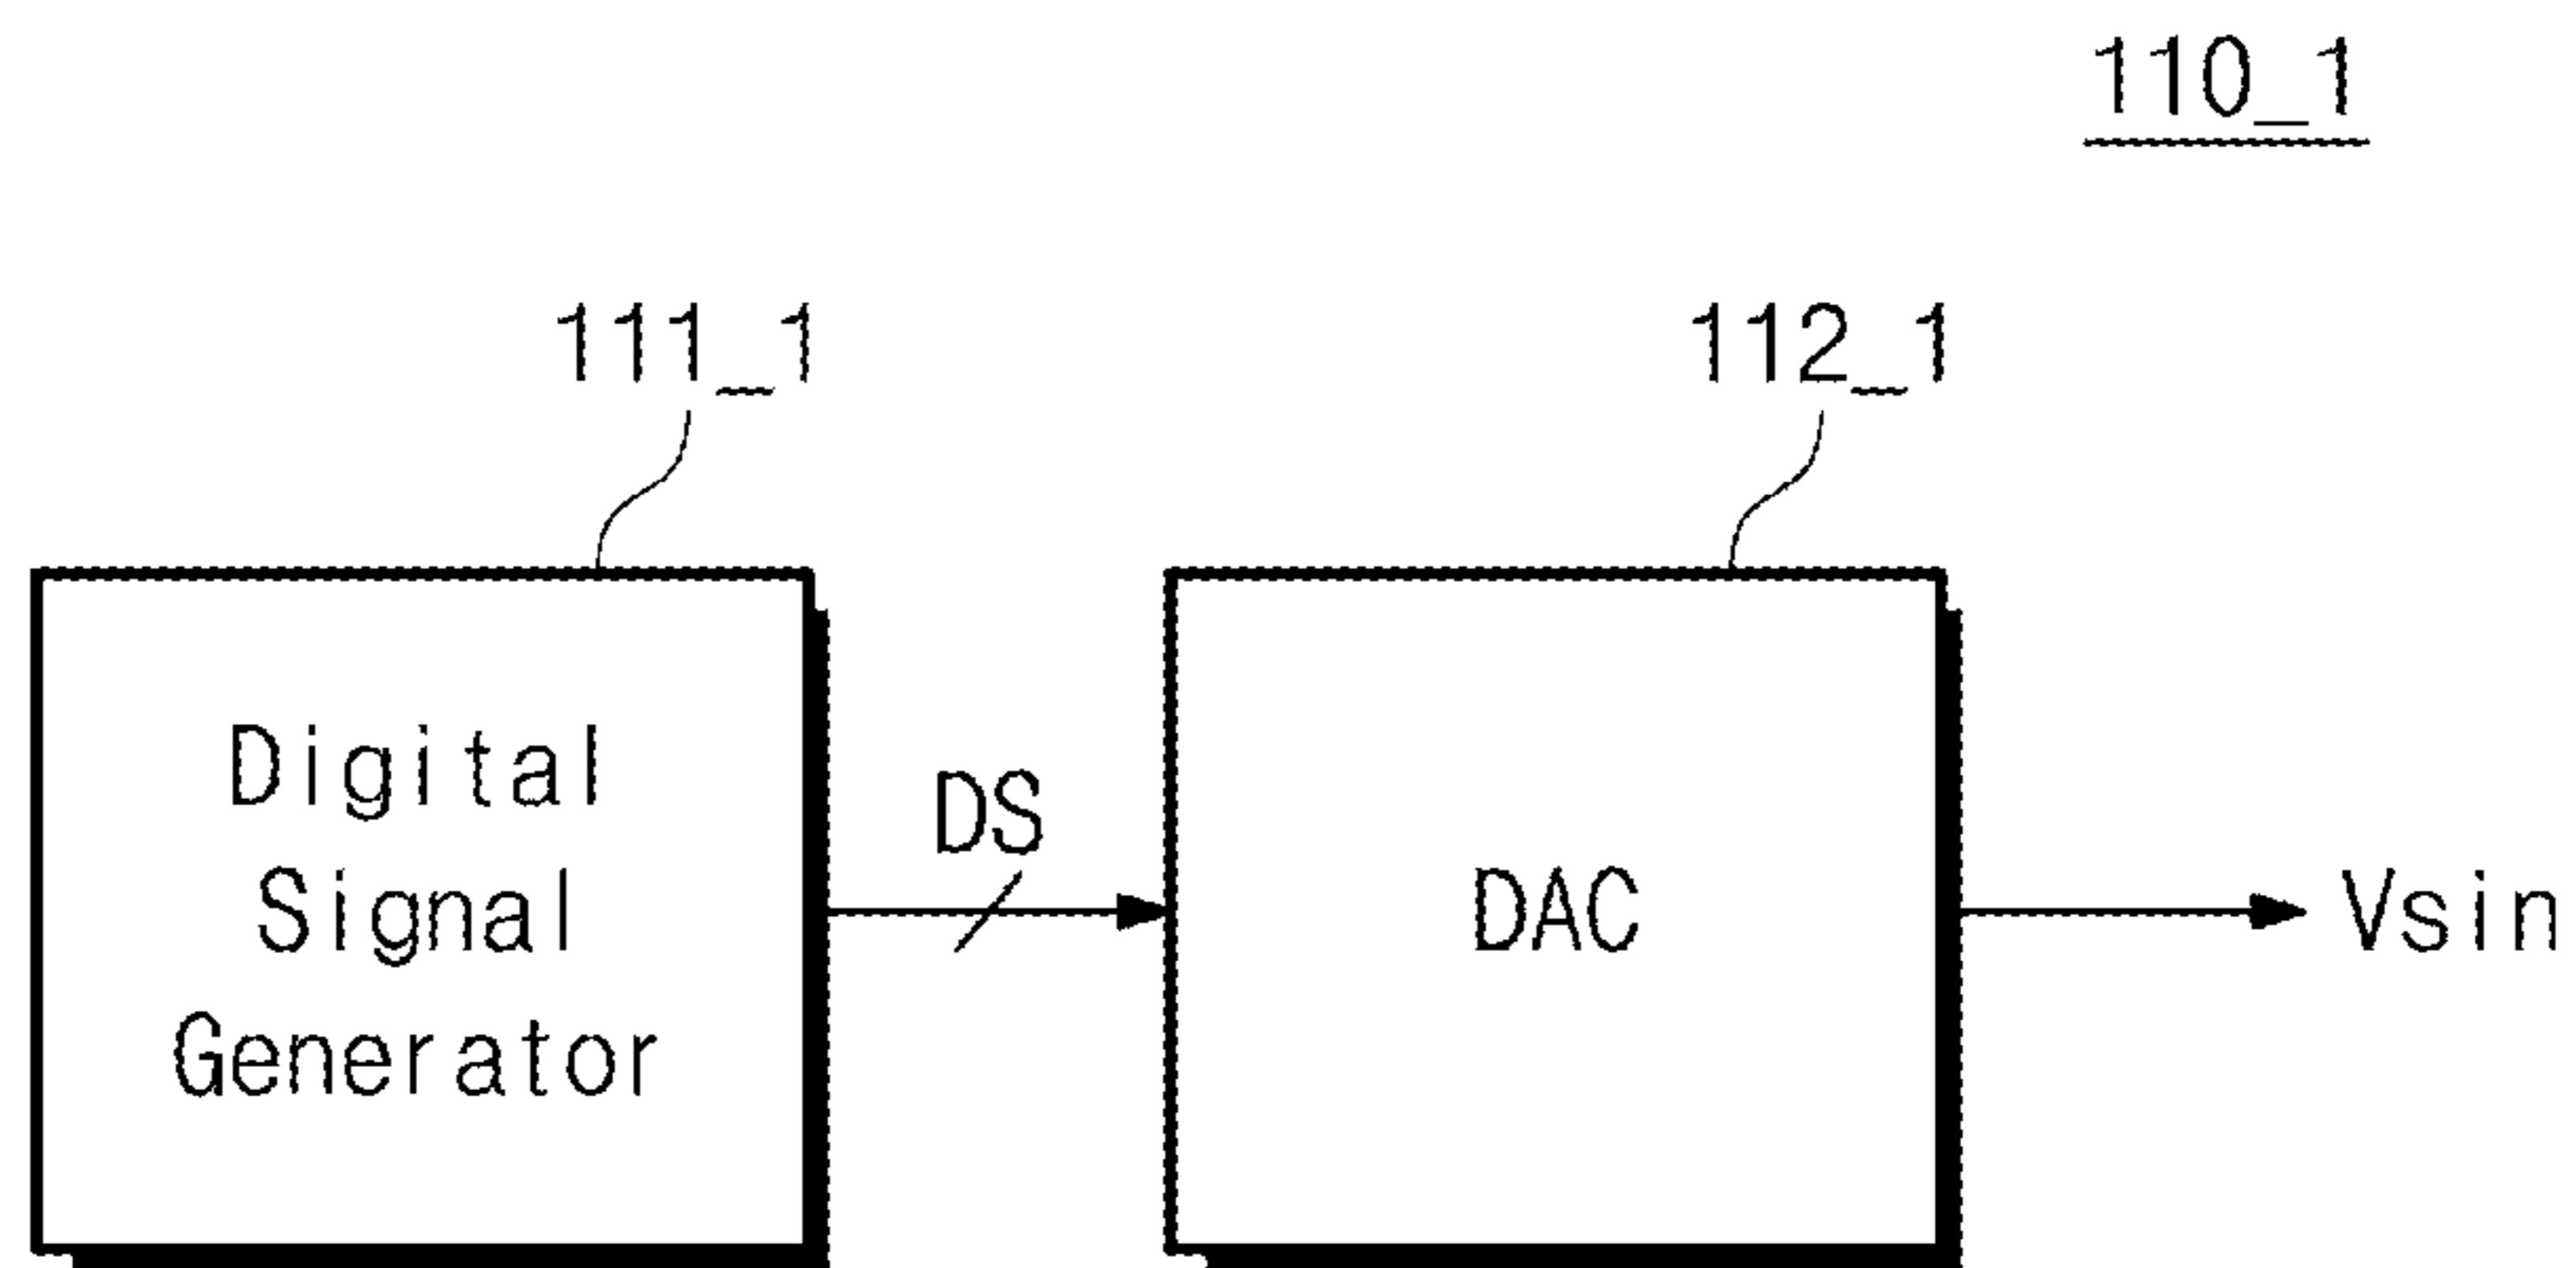 110_1
111_1
112_1
Digital
Signal
Generator
DS
DAC
Vsin